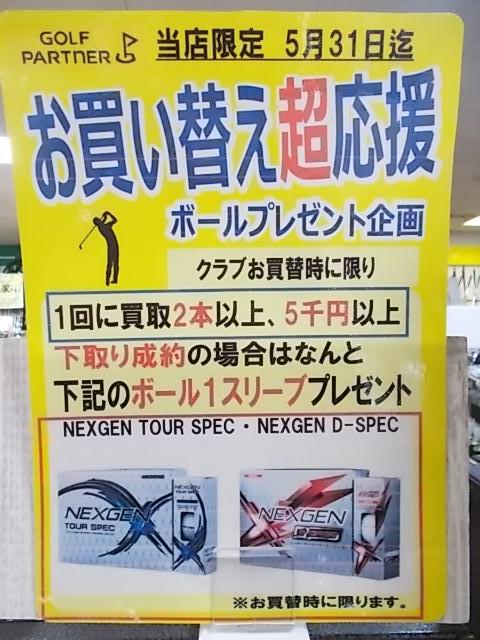 GOLF
PARTNER
当店限定 5月31日迄
お買い替え超応援
ボールプレゼント企画
クラブお買替時に限り
1回に買取2本以上、5千円以上
下取り成約の場合はなんと
下記のボール1スリーブプレゼント
NEXGEN TOUR SPEC・NEXGEN D-SPEC
NEXGEN
TOUR SPEC
NEXGEN
TOUR SPEC
NEXGEN
※お買替時に限ります。